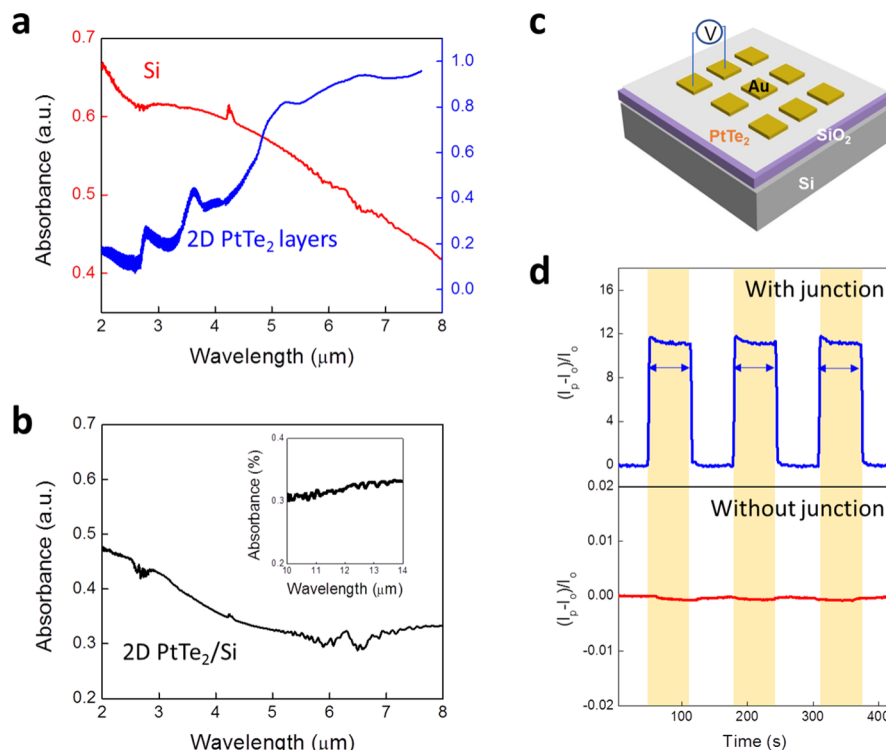 a
0.7
0.6
0.5
0.4
Absorbance (a.u.)
Si
2D PtTe₂ layers
1.0
0.8
0.6
0.4
0.2
0.0
2 3 4 5 6 7 8
Wavelength (μm)
b
0.7
0.6
0.5
0.4
0.3
0.2
Absorbance (a.u.)
2D PtTe₂/Si
0.4
0.3
0.2
Absorbance (%)
10 11 12 13 14
Wavelength (μm)
2 3 4 5 6 7 8
Wavelength (μm)
c
V
Au
PtTe₂
SiO₂
Si
d
With junction
16
12
8
4
0
(Iₚ-Iₒ)/Iₒ
Without junction
0.02
0.01
0.00
-0.01
-0.02
(Iₚ-Iₒ)/Iₒ
100 200 300 400
Time (s)